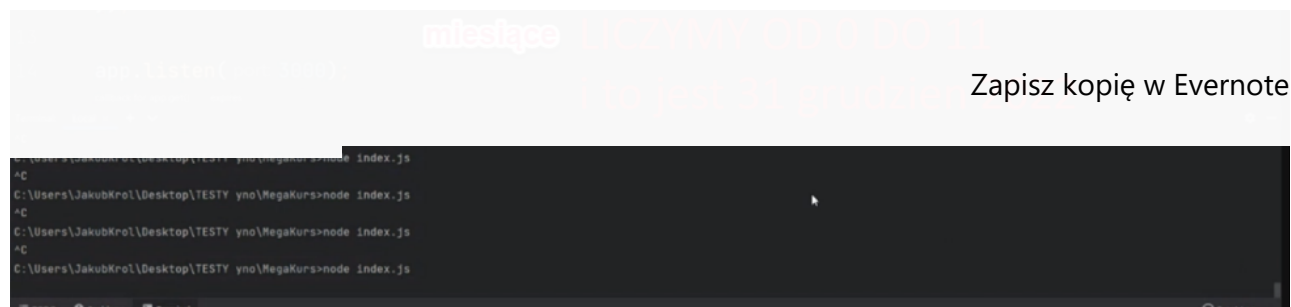 miesiące
Zapisz kopię w Evernote
C:\Users\JakubKrol\Desktop\TESTY yno\MegaKurs>node index.js
^C
C:\Users\JakubKrol\Desktop\TESTY yno\MegaKurs>node index.js
^C
C:\Users\JakubKrol\Desktop\TESTY yno\MegaKurs>node index.js
^C
C:\Users\JakubKrol\Desktop\TESTY yno\MegaKurs>node index.js